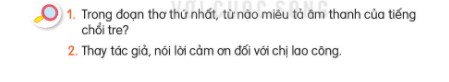 1. Trong đoạn thơ thứ nhất, từ nào miêu tả âm thanh của tiếng
chổi tre?
2. Thay tác giả, nói lời cảm ơn đối với chị lao công.